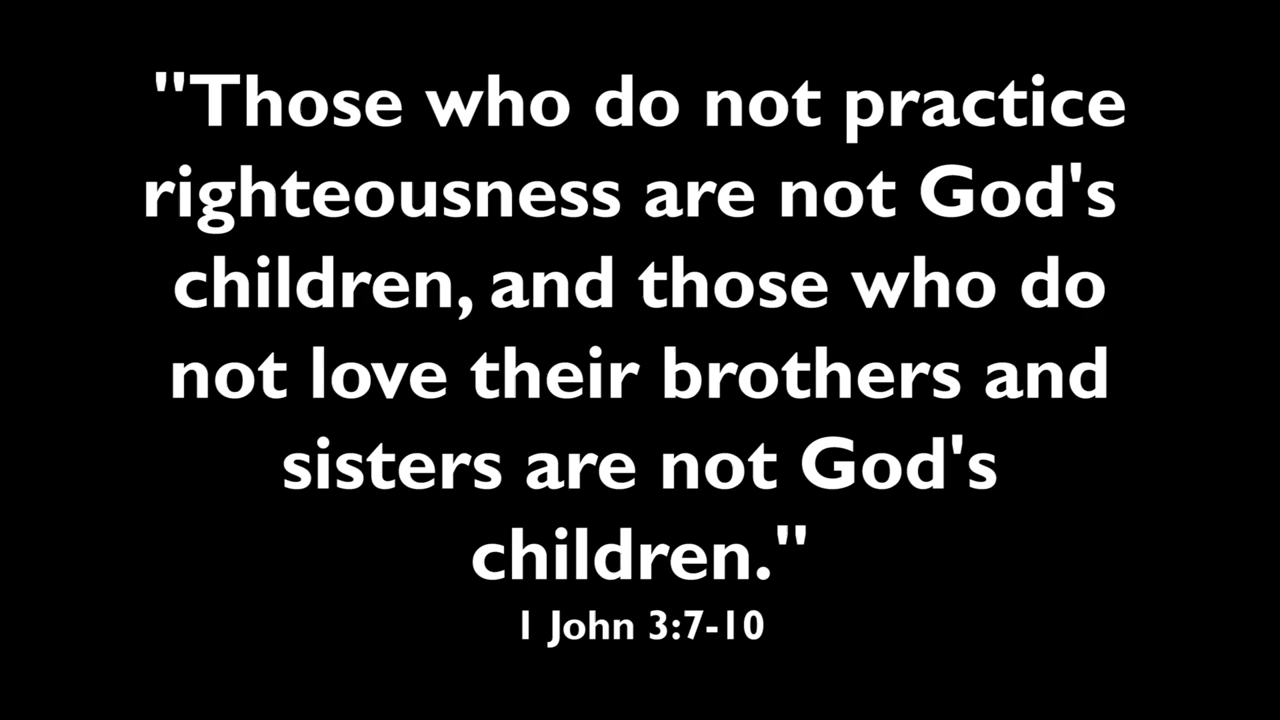 "Those who do not practice
righteousness are not God's
children, and those who do
not love their brothers and
sisters are not God's
children."
1 John 3:7-10